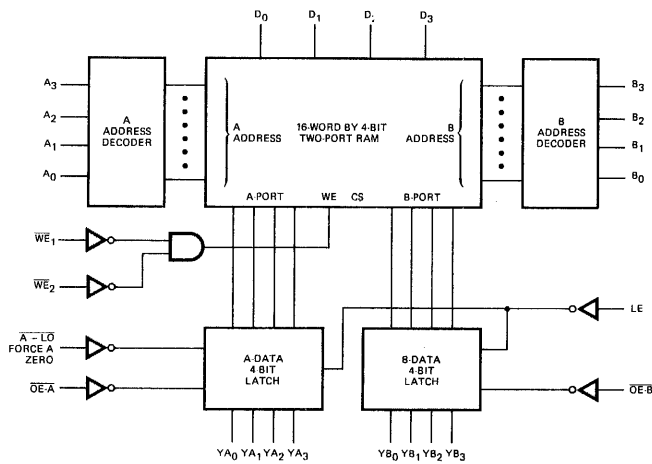 D0 D1 D. D3
A3
A2
A1
A0
A
ADDRESS
DECODER
A
ADDRESS
16-WORD BY 4-BIT
TWO-PORT RAM
B
ADDRESS
B
ADDRESS
DECODER
B3
B2
B1
B0
A-PORT WE CS B-PORT
WE1
WE2
A - LO
FORCE A
ZERO
OE-A
A-DATA
4-BIT
LATCH
B-DATA
4-BIT
LATCH
LE
OE-B
YA0 YA1 YA2 YA3
YB0 YB1 YB2 YB3